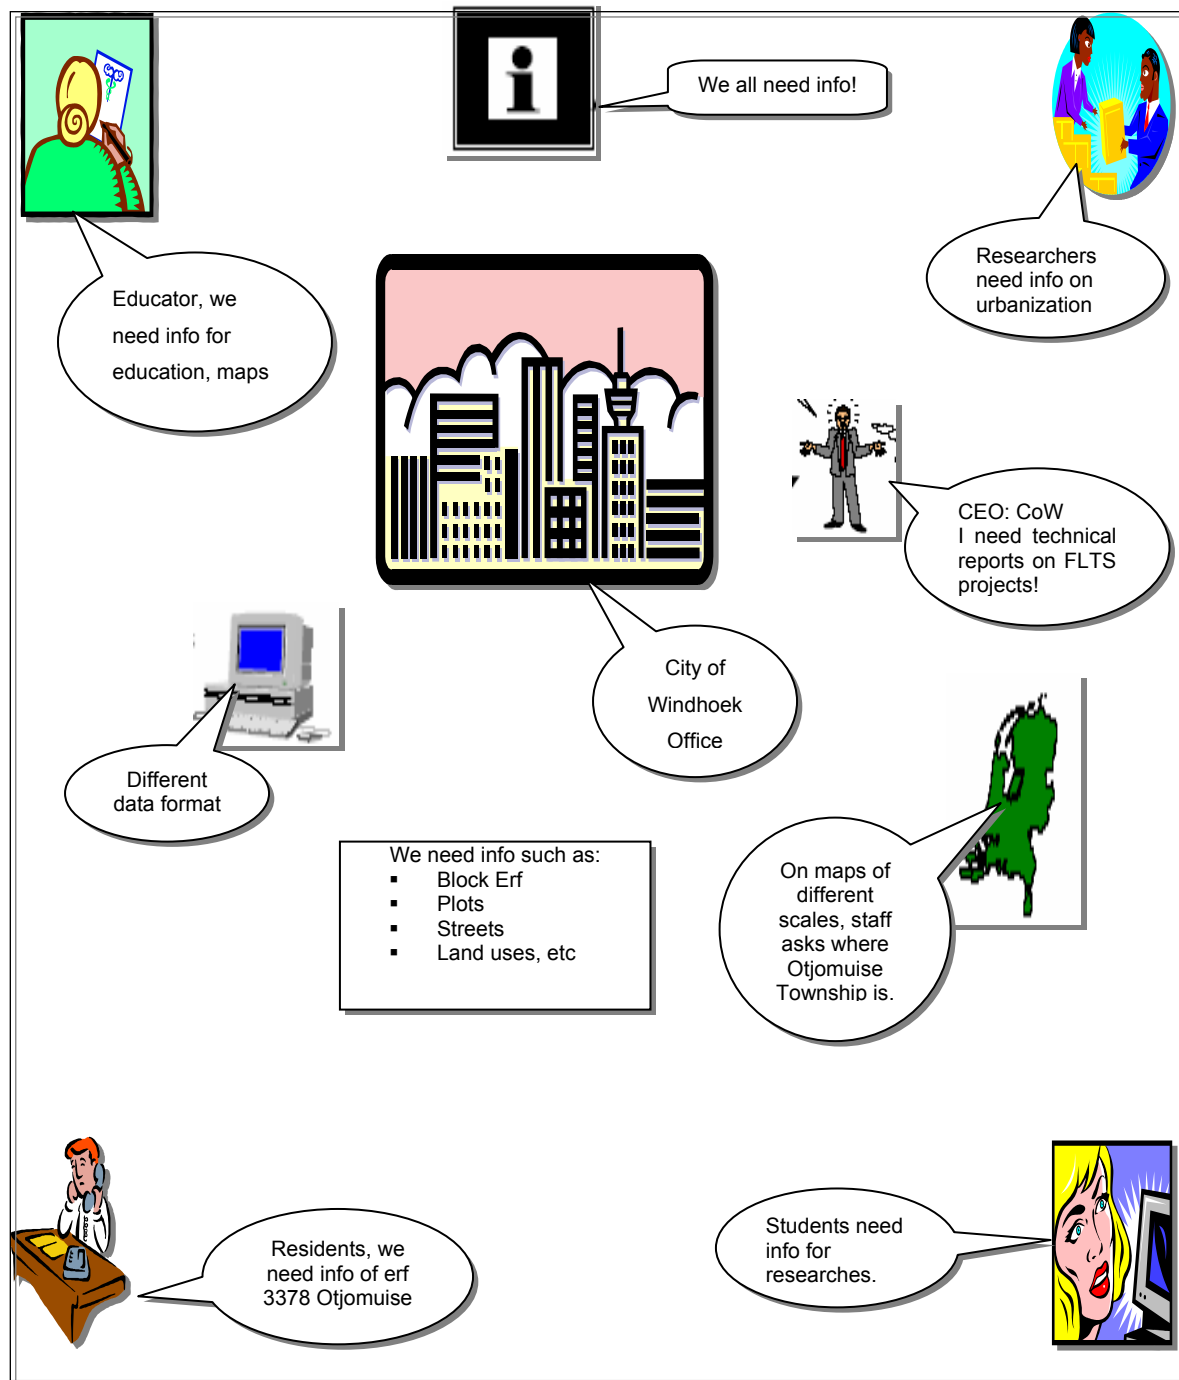 We all need info!
Researchers
need info on
urbanization
Educator, we
need info for
education, maps
CEO: CoW
I need technical
reports on FLTS
projects!
City of
Windhoek
Office
Different
data format
We need info such as:
▪ Block Erf
▪ Plots
▪ Streets
▪ Land uses, etc
On maps of
different
scales, staff
asks where
Otjomuise
Township is.
Residents, we
need info of erf
3378 Otjomuise
Students need
info for
researches.